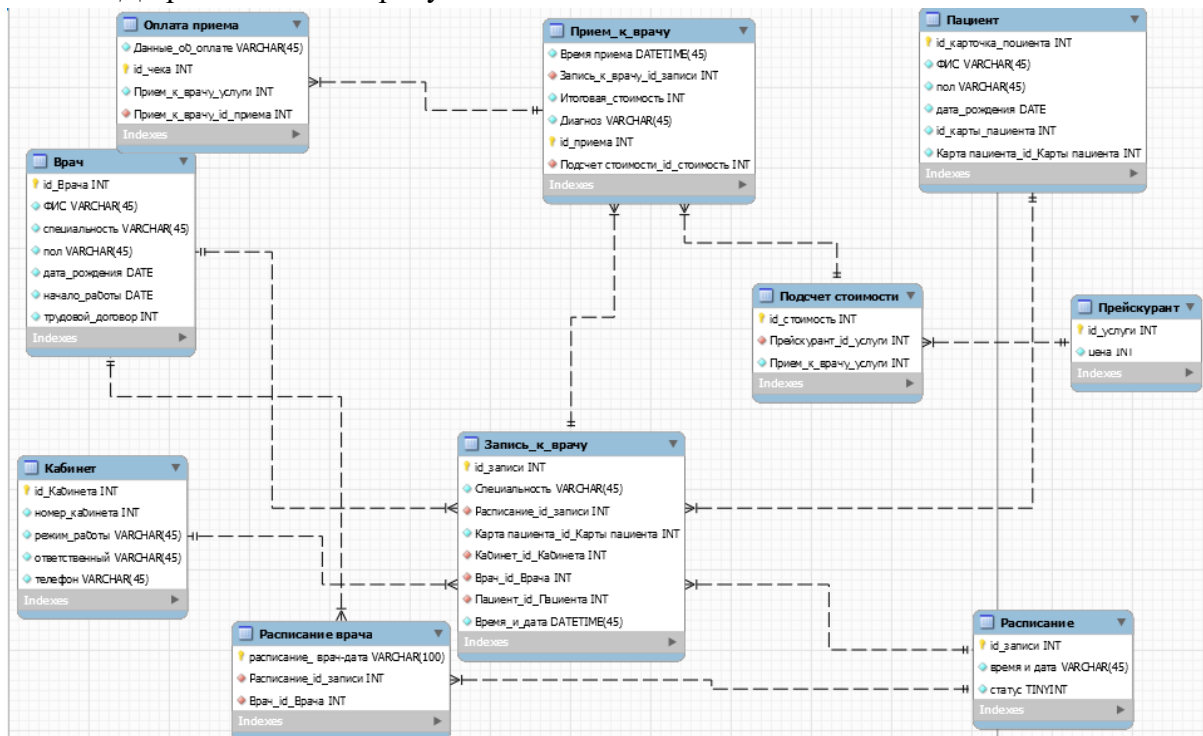 Оплата приема
Данные_об_оплате VARCHAR(45)
id_чека INT
Прием_к_врачу_услуги INT
Прием_к_врачу_id_приема INT
Indexes
Прием_к_врачу
Время приема DATETIME(45)
Запись_к_врачу_id_записи INT
Итоговая_стоимость INT
Диагноз VARCHAR(45)
id_приема INT
Подсчет стоимости_id_стоимость INT
Indexes
Пациент
id_карточка_поциента INT
ФИС VARCHAR(45)
пол VARCHAR(45)
дата_рождения DATE
id_карты_пациента INT
Карта пациента_id_Карты пациента INT
Indexes
Врач
id_Врача INT
ФИС VARCHAR(45)
специальность VARCHAR(45)
пол VARCHAR(45)
дата_рождения DATE
начало_работы DATE
трудовой_договор INT
Indexes
Подсчет стоимости
id_стоимость INT
Прейскурант_id_услуги INT
Прием_к_врачу_услуги INT
Indexes
Прейскурант
id_услуги INT
цена INT
Indexes
Кабинет
id_Кабинета INT
номер_кабинета INT
режим_работы VARCHAR(45)
ответственный VARCHAR(45)
телефон VARCHAR(45)
Indexes
Запись_к_врачу
id_записи INT
Специальность VARCHAR(45)
Расписание_id_записи INT
Карта пациента_id_Карты пациента INT
Кабинет_id_Кабинета INT
Врач_id_Врача INT
Пациент_id_Пациента INT
Время_и_дата DATETIME(45)
Indexes
Расписание врача
расписание_ врач-дата VARCHAR(100)
Расписание_id_записи INT
Врач_id_Врача INT
Indexes
Расписание
id_записи INT
время и дата VARCHAR(45)
статус TINYINT
Indexes